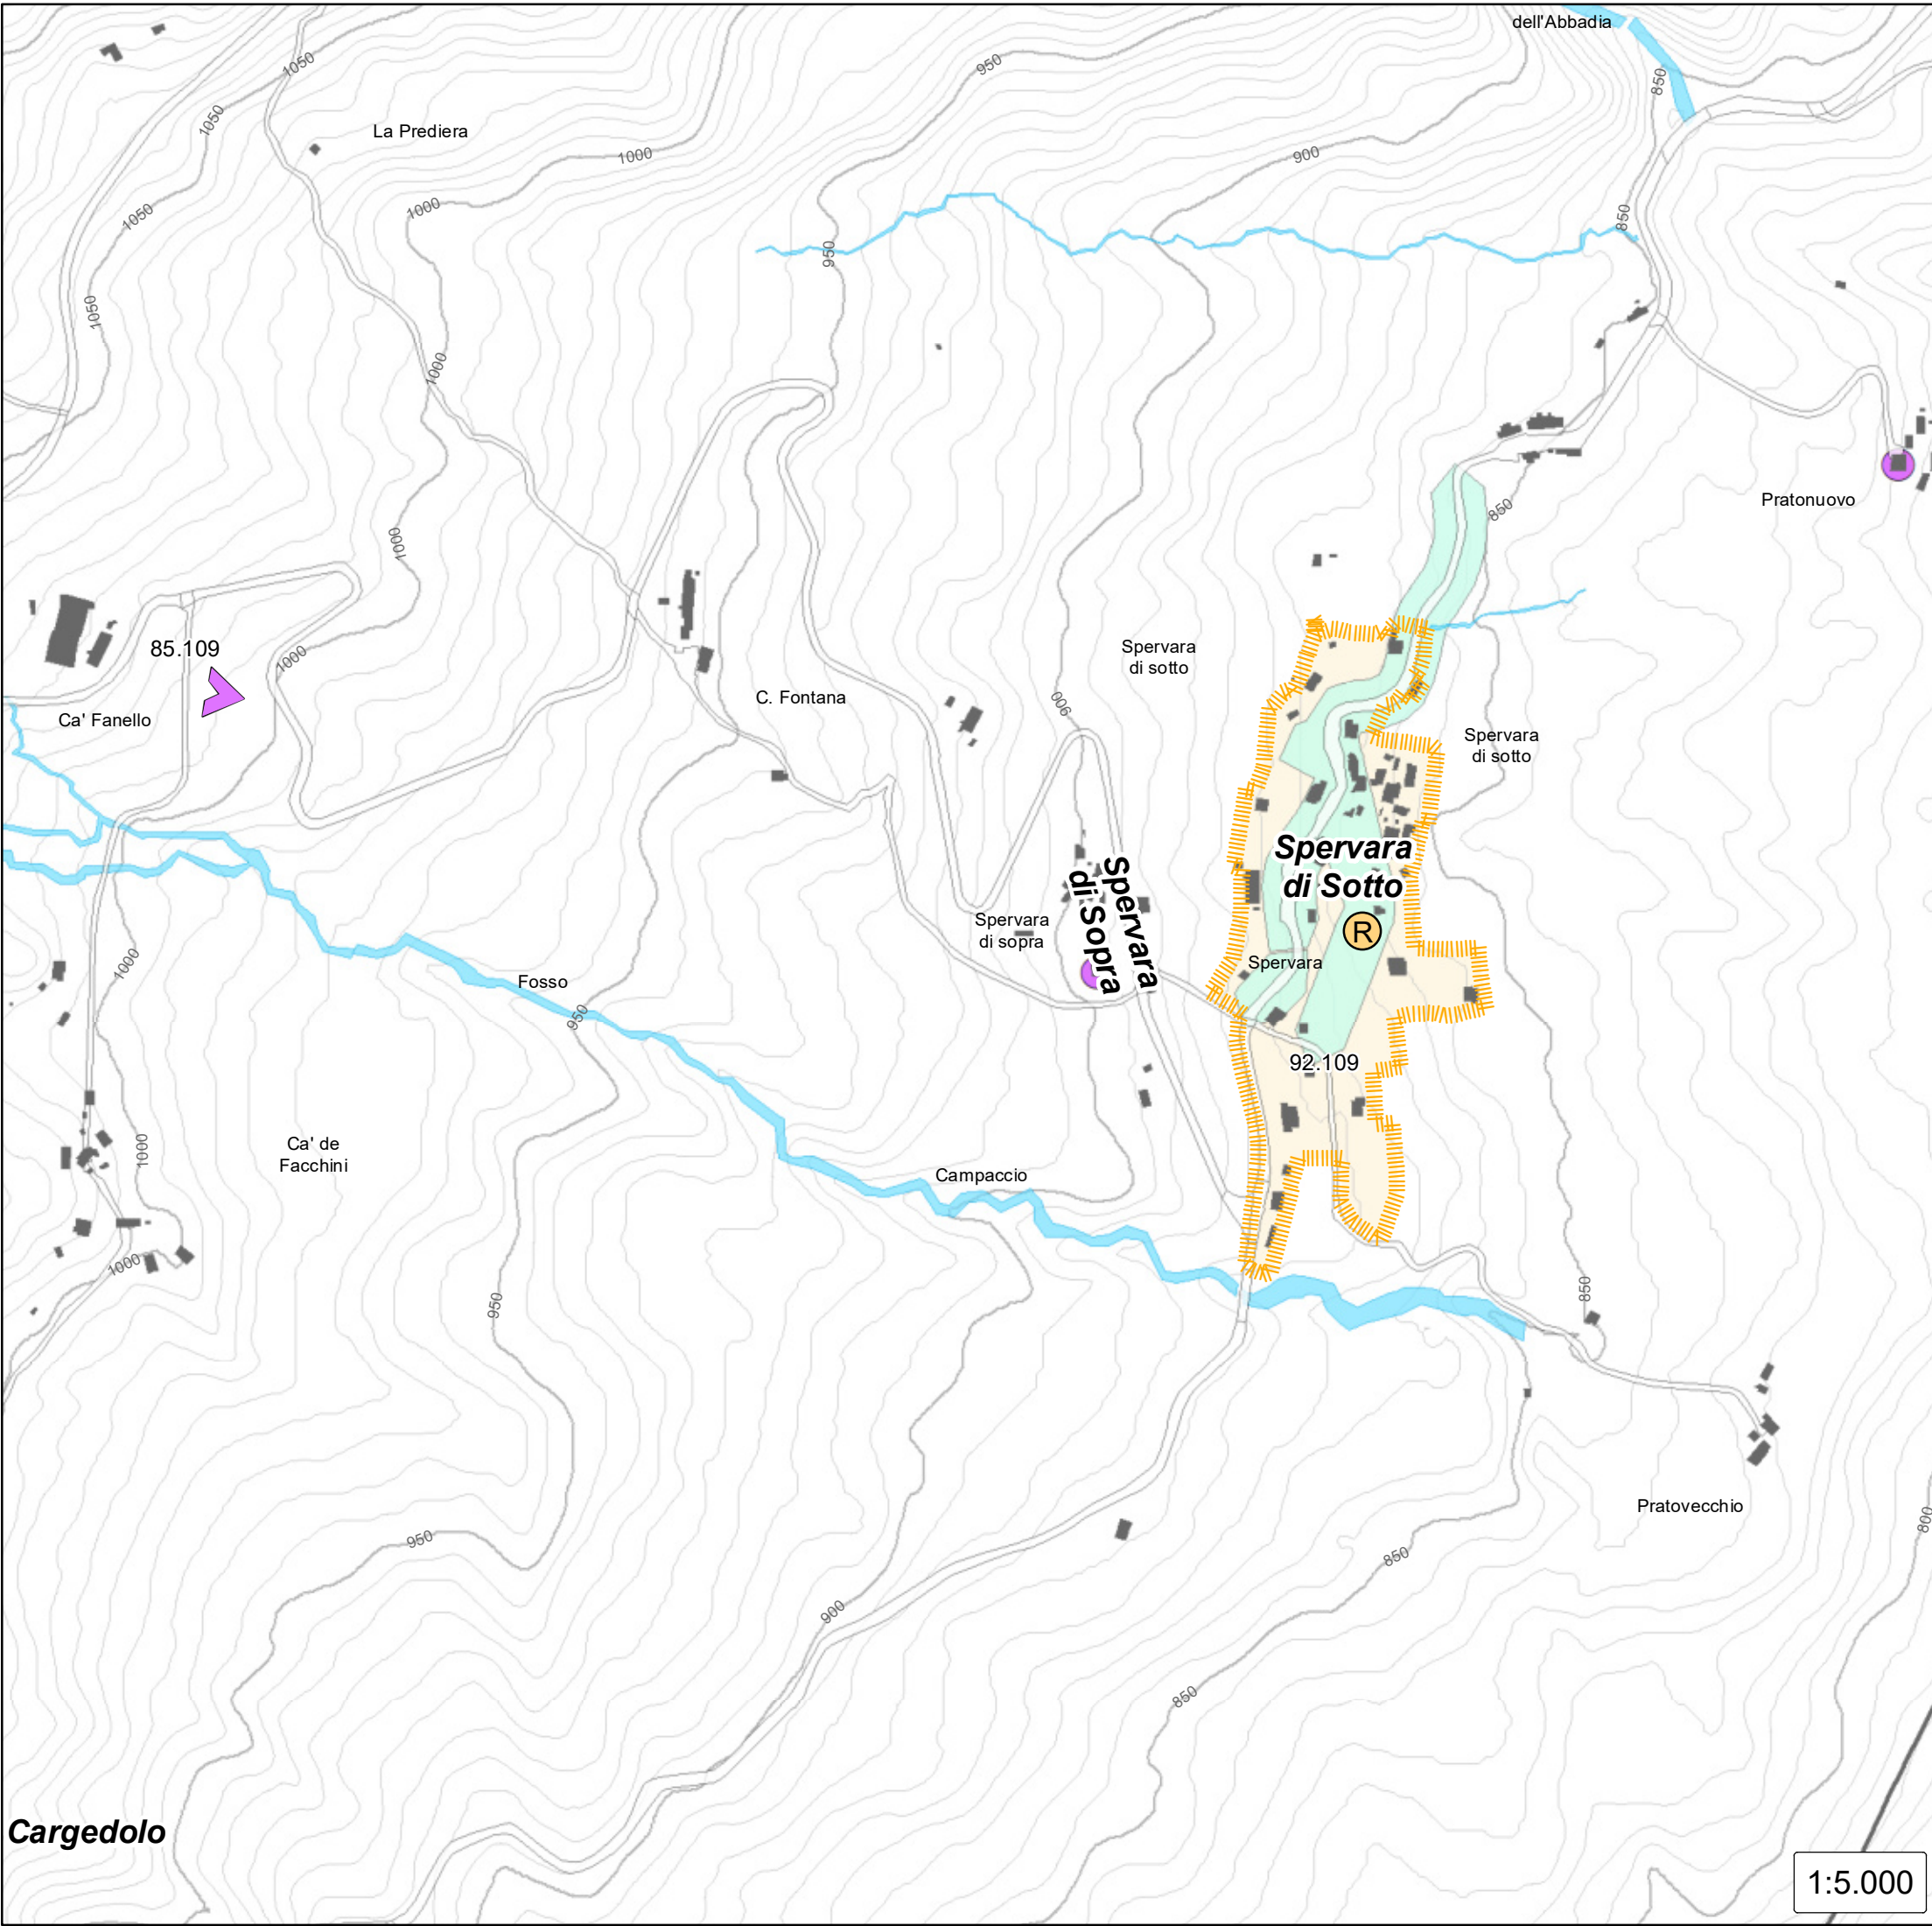 dell'Abbadia
1050
950
850
1050
La Prediera
1000
900
1000
1050
850
950
1050
1000
Pratonuovo
850
1000
85.109
1000
Spervara
di sotto
Ca' Fanello
C. Fontana
900
Spervara
di sotto
Spervara
di Sotto
Spervara
di Sopra
Spervara
di sopra
R
Spervara
1000
Fosso
950
92.109
1000
Ca' de
Facchini
Campaccio
1000
950
850
Pratovecchio
950
850
800
900
850
Cargedolo
1:5.000